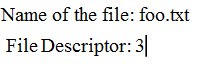 Name of the file: foo.txt
File Descriptor: 3